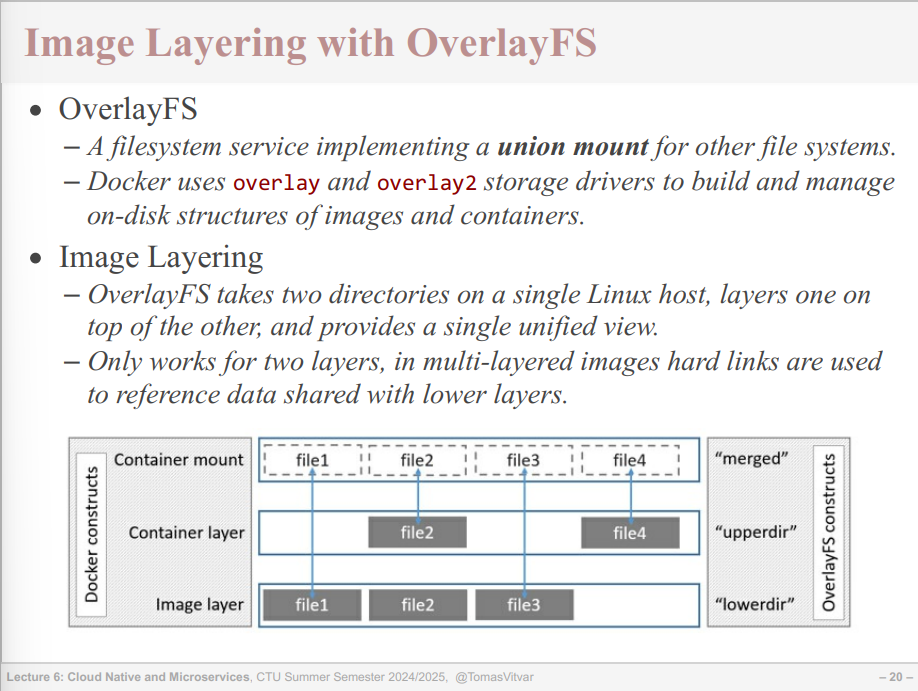 Image Layering with OverlayFS
• OverlayFS
– A filesystem service implementing a union mount for other file systems.
– Docker uses overlay and overlay2 storage drivers to build and manage
on-disk structures of images and containers.
• Image Layering
– OverlayFS takes two directories on a single Linux host, layers one on
top of the other, and provides a single unified view.
– Only works for two layers, in multi-layered images hard links are used
to reference data shared with lower layers.
Docker constructs
Container mount
file1 file2 file3 file4
“merged”
Container layer
file2 file4
“upperdir”
Image layer
file1 file2 file3
“lowerdir”
OverlayFS constructs
Lecture 6: Cloud Native and Microservices, CTU Summer Semester 2024/2025, @TomasVitvar
– 20 –